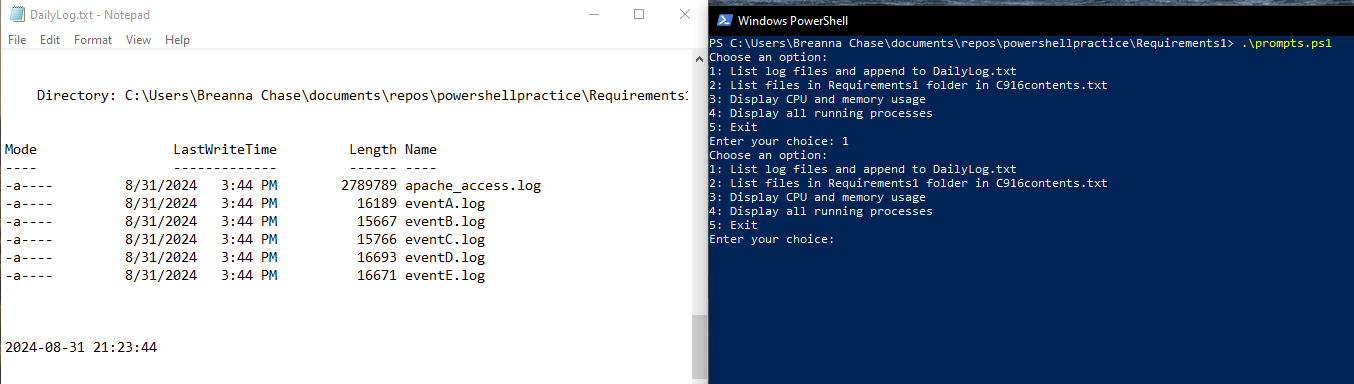 DailyLog.txt - Notepad
File Edit Format View Help
Directory: C:\Users\Breanna Chase\documents\repos\powershellpractice\Requirements1
Mode LastWriteTime Length Name
---- ------------- ------ ----
-a---- 8/31/2024 3:44 PM 2789789 apache_access.log
-a---- 8/31/2024 3:44 PM 16189 eventA.log
-a---- 8/31/2024 3:44 PM 15667 eventB.log
-a---- 8/31/2024 3:44 PM 15766 eventC.log
-a---- 8/31/2024 3:44 PM 16693 eventD.log
-a---- 8/31/2024 3:44 PM 16671 eventE.log
2024-08-31 21:23:44
Windows PowerShell
PS C:\Users\Breanna Chase\documents\repos\powershellpractice\Requirements1> .\prompts.ps1
Choose an option:
1: List log files and append to DailyLog.txt
2: List files in Requirements1 folder in C916contents.txt
3: Display CPU and memory usage
4: Display all running processes
5: Exit
Enter your choice: 1
Choose an option:
1: List log files and append to DailyLog.txt
2: List files in Requirements1 folder in C916contents.txt
3: Display CPU and memory usage
4: Display all running processes
5: Exit
Enter your choice: